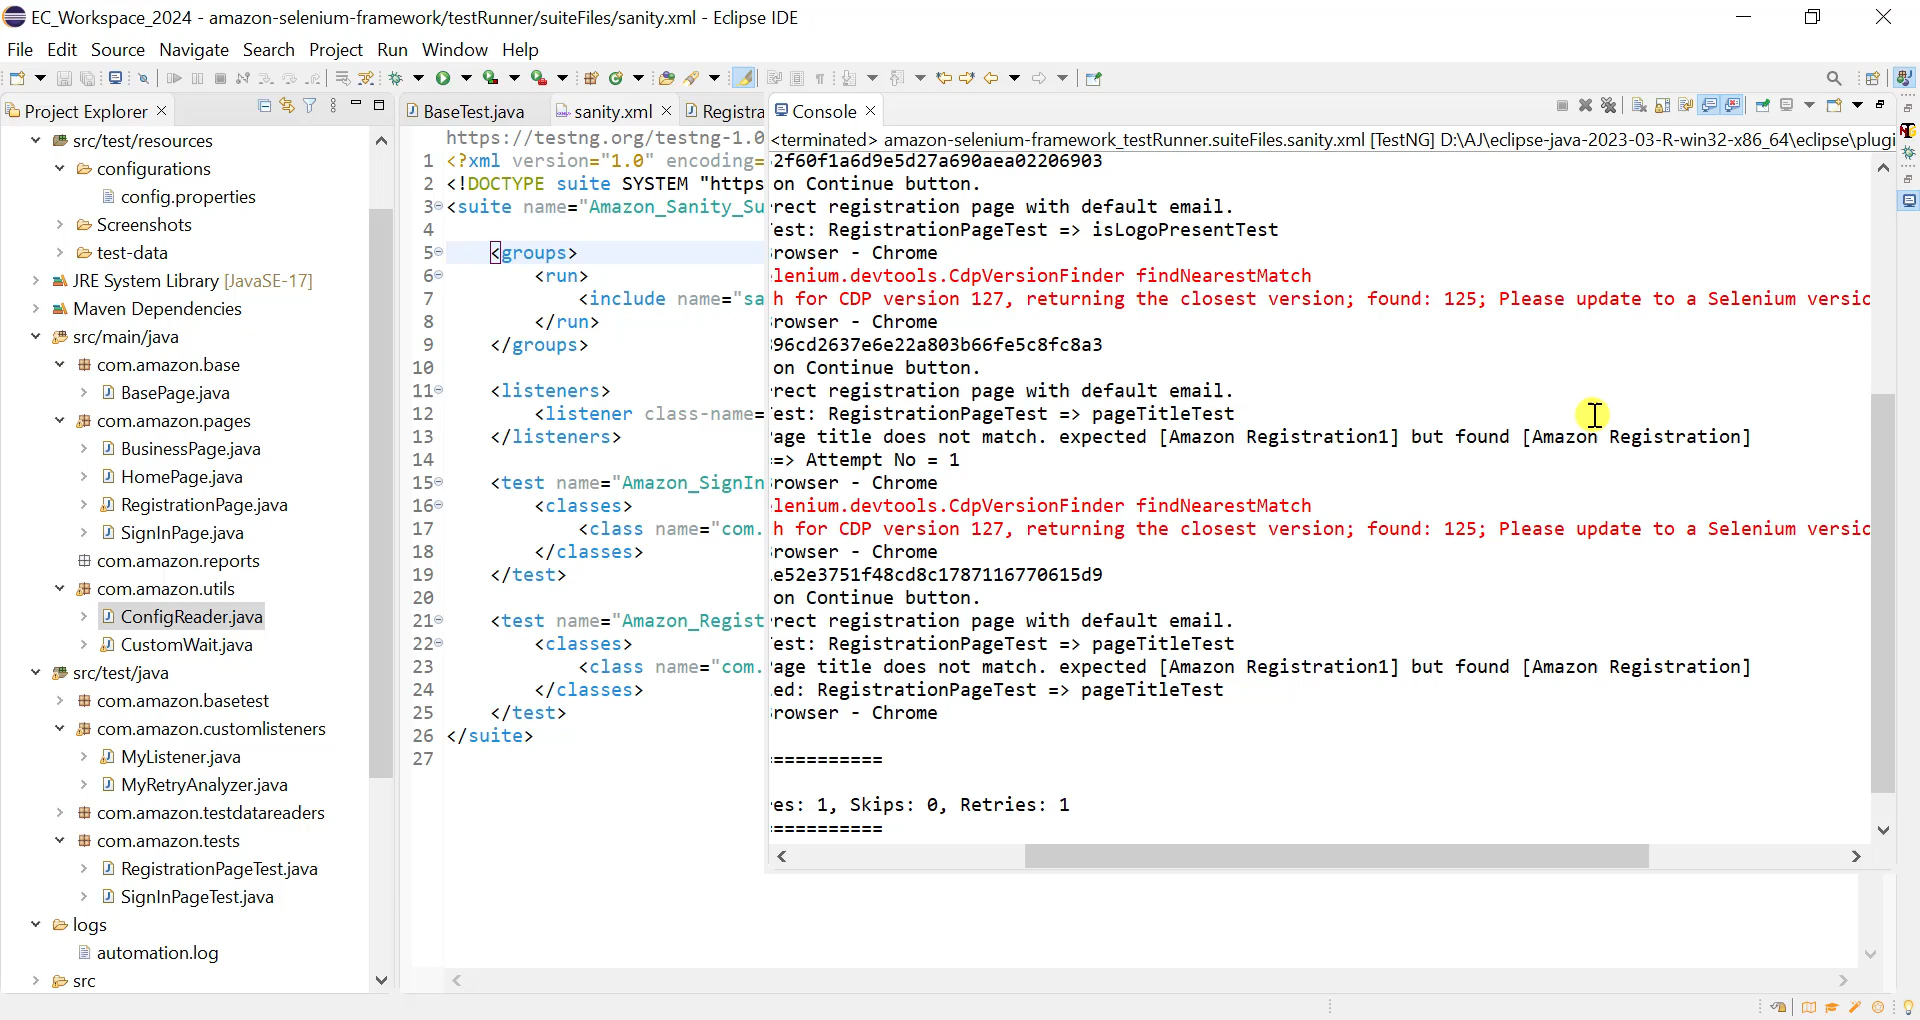 EC_Workspace_2024 - amazon-selenium-framework/testRunner/suiteFiles/sanity.xml - Eclipse IDE
File Edit Source Navigate Search Project Run Window Help
Project Explorer
src/test/resources
configurations
config.properties
Screenshots
test-data
JRE System Library [JavaSE-17]
Maven Dependencies
src/main/java
com.amazon.base
BasePage.java
com.amazon.pages
BusinessPage.java
HomePage.java
RegistrationPage.java
SignInPage.java
com.amazon.reports
com.amazon.utils
ConfigReader.java
CustomWait.java
src/test/java
com.amazon.basetest
com.amazon.customlisteners
MyListener.java
MyRetryAnalyzer.java
com.amazon.testdatareaders
com.amazon.tests
RegistrationPageTest.java
SignInPageTest.java
logs
automation.log
src
BaseTest.java sanity.xml Registra
https://testng.org/testng-1.0
1 <?xml version="1.0" encoding=
2 <!DOCTYPE suite SYSTEM "https
3 <suite name="Amazon_Sanity_Su
4
5 <groups>
6 <run>
7 <include name="sa
8 </run>
9 </groups>
10
11 <listeners>
12 <listener class-name=
13 </listeners>
14
15 <test name="Amazon_SignIn
16 <classes>
17 <class name="com.
18 </classes>
19 </test>
20
21 <test name="Amazon_Regist
22 <classes>
23 <class name="com.
24 </classes>
25 </test>
26 </suite>
27
Console
<terminated> amazon-selenium-framework_testRunner.suiteFiles.sanity.xml [TestNG] D:\AJ\eclipse-java-2023-03-R-win32-x86_64\eclipse\plugi
2f60f1a6d9e5d27a690aea02206903
on Continue button.
rect registration page with default email.
est: RegistrationPageTest => isLogoPresentTest
rowser - Chrome
lenium.devtools.CdpVersionFinder findNearestMatch
h for CDP version 127, returning the closest version; found: 125; Please update to a Selenium versio
rowser - Chrome
96cd2637e6e22a803b66fe5c8fc8a3
on Continue button.
rect registration page with default email.
est: RegistrationPageTest => pageTitleTest
age title does not match. expected [Amazon Registration1] but found [Amazon Registration]
=> Attempt No = 1
rowser - Chrome
lenium.devtools.CdpVersionFinder findNearestMatch
h for CDP version 127, returning the closest version; found: 125; Please update to a Selenium versio
rowser - Chrome
e52e3751f48cd8c1787116770615d9
on Continue button.
rect registration page with default email.
est: RegistrationPageTest => pageTitleTest
age title does not match. expected [Amazon Registration1] but found [Amazon Registration]
ed: RegistrationPageTest => pageTitleTest
rowser - Chrome
==========
es: 1, Skips: 0, Retries: 1
==========